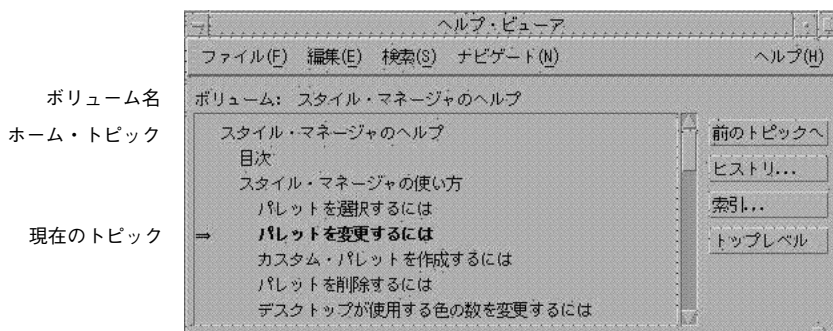 ヘルプ・ビューア
ファイル(F) 編集(E) 検索(S) ナビゲート(N) ヘルプ(H)
ボリューム名
ボリューム: スタイル・マネージャのヘルプ
ホーム・トピック
スタイル・マネージャのヘルプ
目次
スタイル・マネージャの使い方
パレットを選択するには
現在のトピック
⇒ パレットを変更するには
カスタム・パレットを作成するには
パレットを削除するには
デスクトップが使用する色の数を変更するには
前のトピックへ
ヒストリ...
索引...
トップレベル